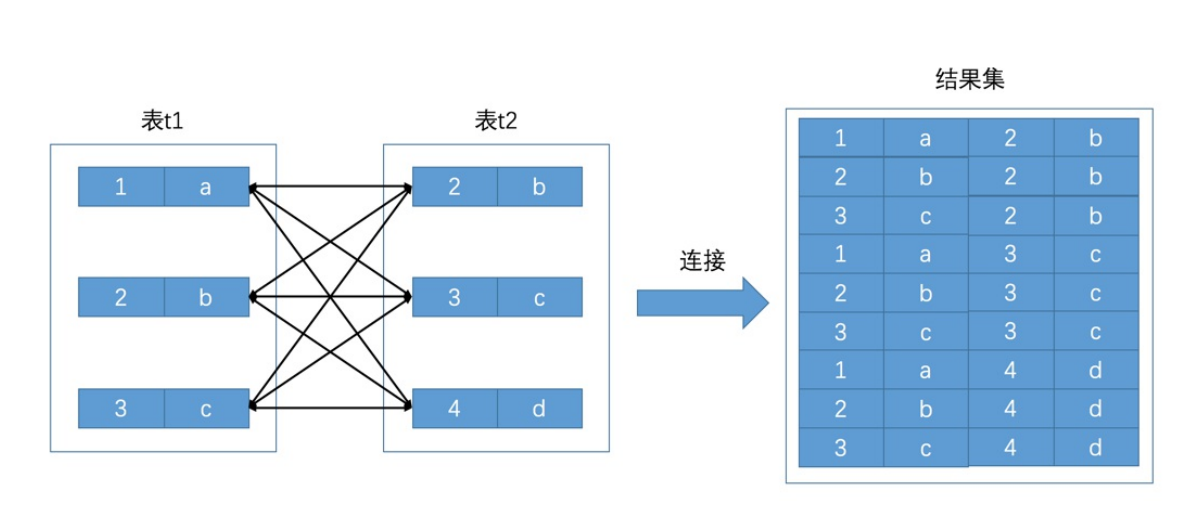 结果集
表t1
表t2
1 a 2 b
2 b 2 b
3 c 2 b
1 a 3 c
2 b 3 c
3 c 3 c
1 a 4 d
2 b 4 d
3 c 4 d
1 a
2 b
2 b
3 c
3 c
4 d
连接